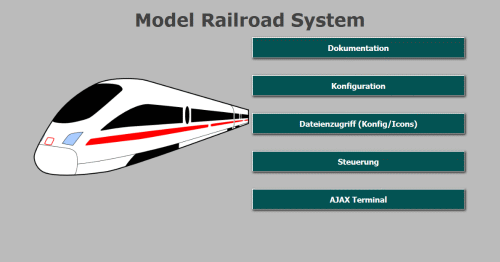 Model Railroad System
Dokumentation
Konfiguration
Dateienzugriff (Konfig/Icons)
Steuerung
AJAX Terminal